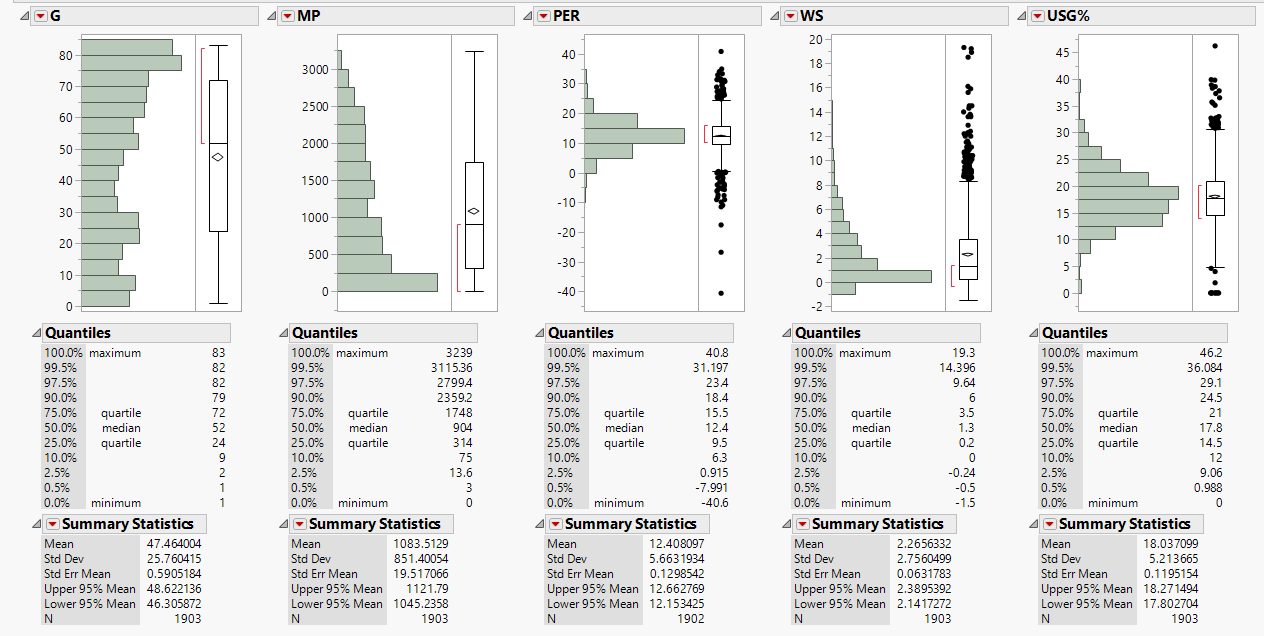 G
80
70
60
50
40
30
20
10
0
Quantiles
100.0% maximum 83
99.5% 82
97.5% 82
90.0% 79
75.0% quartile 72
50.0% median 52
25.0% quartile 24
10.0% 9
2.5% 2
0.5% 1
0.0% minimum 1
Summary Statistics
Mean 47.464004
Std Dev 25.760415
Std Err Mean 0.5905184
Upper 95% Mean 48.622136
Lower 95% Mean 46.305872
N 1903
MP
3000
2500
2000
1500
1000
500
0
Quantiles
100.0% maximum 3239
99.5% 3115.36
97.5% 2799.4
90.0% 2359.2
75.0% quartile 1748
50.0% median 904
25.0% quartile 314
10.0% 75
2.5% 13.6
0.5% 3
0.0% minimum 0
Summary Statistics
Mean 1083.5129
Std Dev 851.40054
Std Err Mean 19.517066
Upper 95% Mean 1121.79
Lower 95% Mean 1045.2358
N 1903
PER
40
30
20
10
0
-10
-20
-30
-40
Quantiles
100.0% maximum 40.8
99.5% 31.197
97.5% 23.4
90.0% 18.4
75.0% quartile 15.5
50.0% median 12.4
25.0% quartile 9.5
10.0% 6.3
2.5% 0.915
0.5% -7.991
0.0% minimum -40.6
Summary Statistics
Mean 12.408097
Std Dev 5.6631934
Std Err Mean 0.1298542
Upper 95% Mean 12.662769
Lower 95% Mean 12.153425
N 1902
WS
20
18
16
14
12
10
8
6
4
2
0
-2
Quantiles
100.0% maximum 19.3
99.5% 14.396
97.5% 9.64
90.0% 6
75.0% quartile 3.5
50.0% median 1.3
25.0% quartile 0.2
10.0% 0
2.5% -0.24
0.5% -0.5
0.0% minimum -1.5
Summary Statistics
Mean 2.2656332
Std Dev 2.7560499
Std Err Mean 0.0631783
Upper 95% Mean 2.3895392
Lower 95% Mean 2.1417272
N 1903
USG%
45
40
35
30
25
20
15
10
5
0
Quantiles
100.0% maximum 46.2
99.5% 36.084
97.5% 29.1
90.0% 24.5
75.0% quartile 21
50.0% median 17.8
25.0% quartile 14.5
10.0% 12
2.5% 9.06
0.5% 0.988
0.0% minimum 0
Summary Statistics
Mean 18.037099
Std Dev 5.213665
Std Err Mean 0.1195154
Upper 95% Mean 18.271494
Lower 95% Mean 17.802704
N 1903